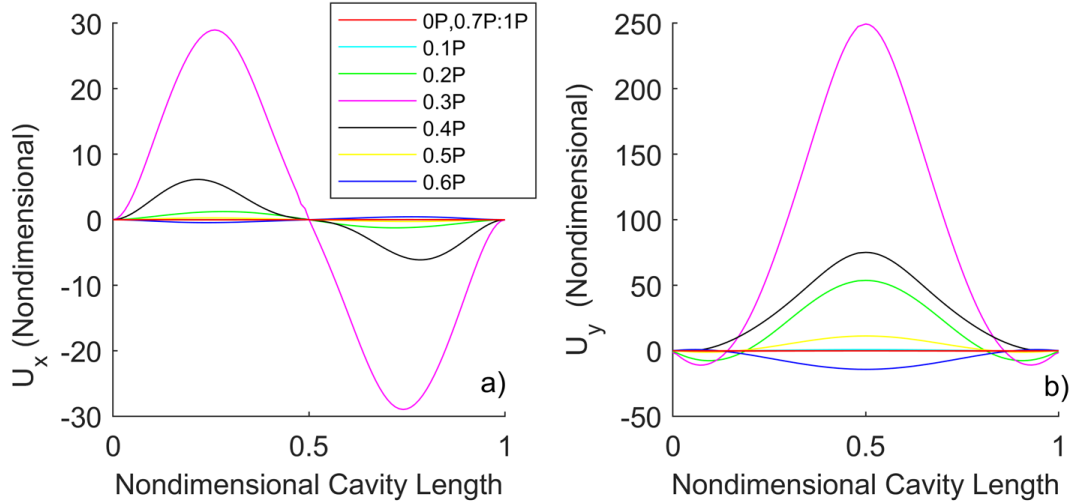 30
20
10
0
-10
-20
-30
U_x (Nondimensional)
0P,0.7P:1P
0.1P
0.2P
0.3P
0.4P
0.5P
0.6P
a)
0
0.5
1
Nondimensional Cavity Length
250
200
150
100
50
0
-50
U_y (Nondimensional)
b)
0
0.5
1
Nondimensional Cavity Length